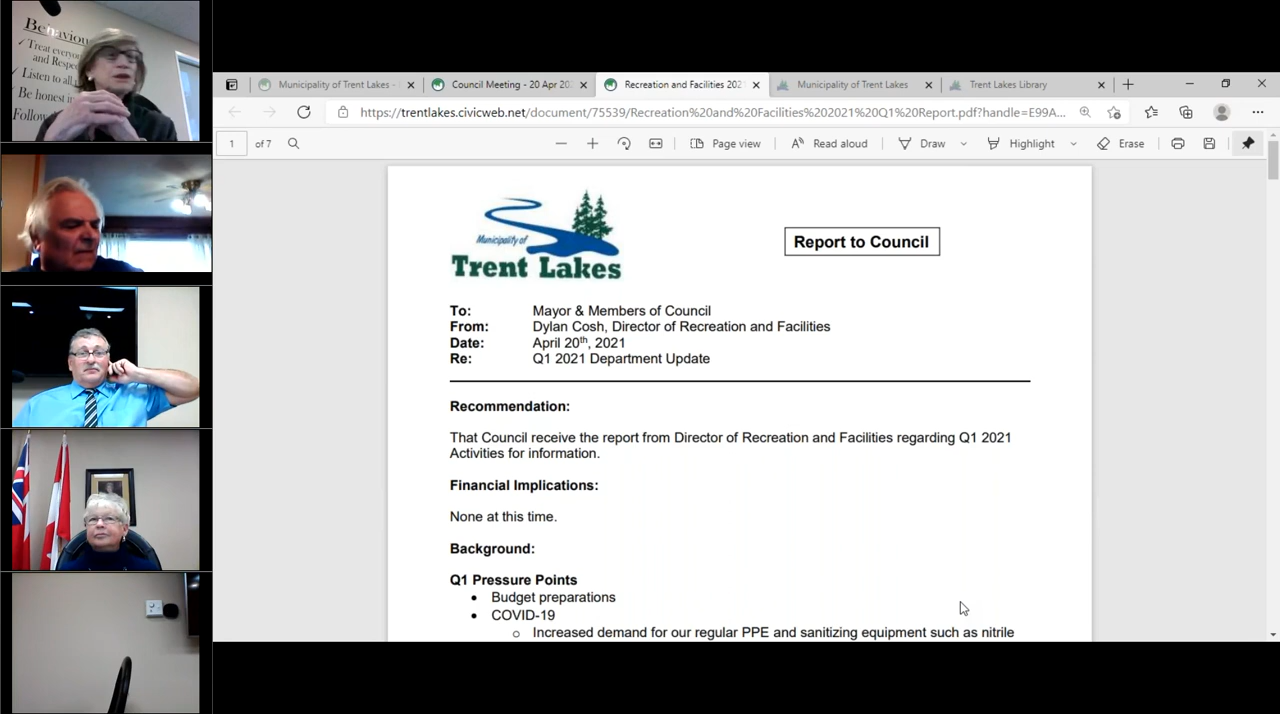 Behaviou
✓ Treat everyon
and Respec
✓ Listen to all
✓ Be honest in
Follow
Municipality of Trent Lakes -
Council Meeting - 20 Apr 202
Recreation and Facilities 202
Municipality of Trent Lakes
Trent Lakes Library
https://trentlakes.civicweb.net/document/75539/Recreation%20and%20Facilities%202021%20Q1%20Report.pdf?handle=E99A...
1 of 7
Page view
Read aloud
Draw
Highlight
Erase
Municipality of
Trent Lakes
Report to Council
To: Mayor & Members of Council
From: Dylan Cosh, Director of Recreation and Facilities
Date: April 20th, 2021
Re: Q1 2021 Department Update
Recommendation:
That Council receive the report from Director of Recreation and Facilities regarding Q1 2021
Activities for information.
Financial Implications:
None at this time.
Background:
Q1 Pressure Points
• Budget preparations
• COVID-19
o Increased demand for our regular PPE and sanitizing equipment such as nitrile